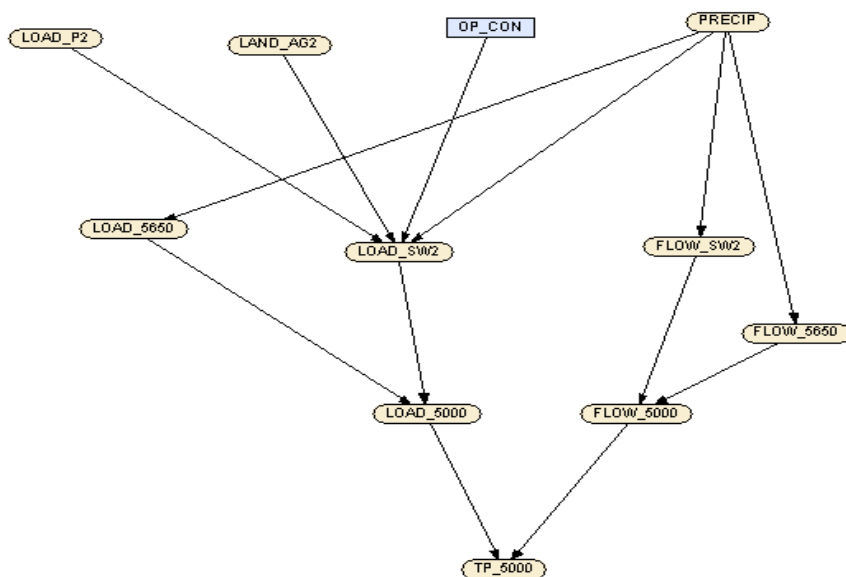 LOAD_P2
LAND_AG2
OP_CON
PRECIP
LOAD_5650
LOAD_SW2
FLOW_SW2
FLOW_5650
LOAD_5000
FLOW_5000
TP_5000